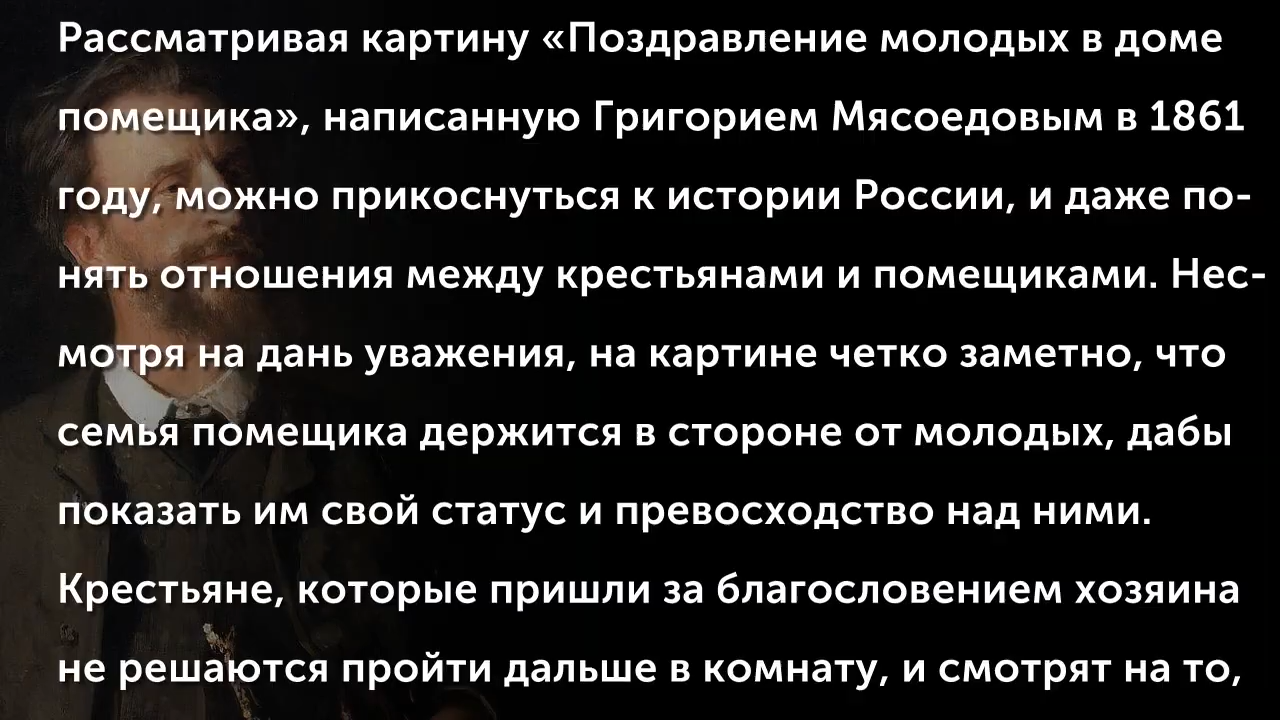 Рассматривая картину «Поздравление молодых в доме
помещика», написанную Григорием Мясоедовым в 1861
году, можно прикоснуться к истории России, и даже по-
нять отношения между крестьянами и помещиками. Нес-
мотря на дань уважения, на картине четко заметно, что
семья помещика держится в стороне от молодых, дабы
показать им свой статус и превосходство над ними.
Крестьяне, которые пришли за благословением хозяина
не решаются пройти дальше в комнату, и смотрят на то,